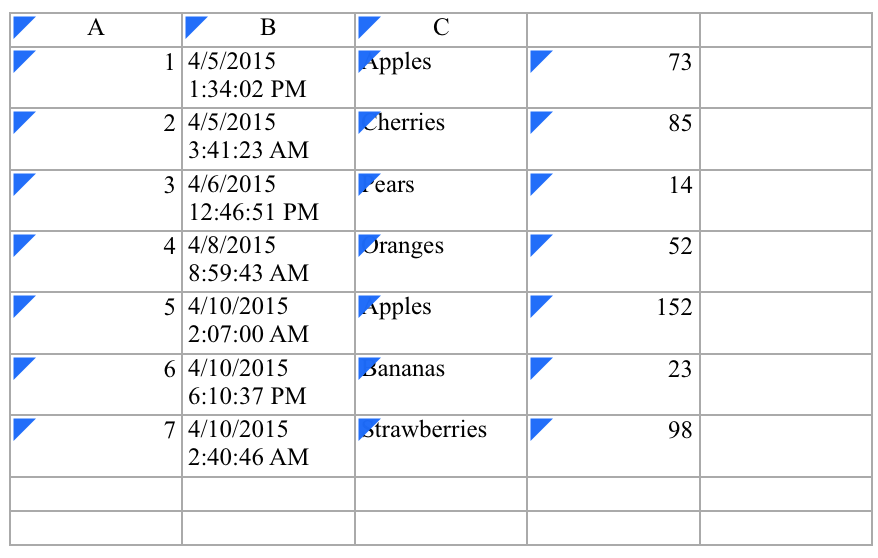 A B C
1 4/5/2015 Apples 73
1:34:02 PM
2 4/5/2015 Cherries 85
3:41:23 AM
3 4/6/2015 Pears 14
12:46:51 PM
4 4/8/2015 Oranges 52
8:59:43 AM
5 4/10/2015 Apples 152
2:07:00 AM
6 4/10/2015 Bananas 23
6:10:37 PM
7 4/10/2015 Strawberries 98
2:40:46 AM